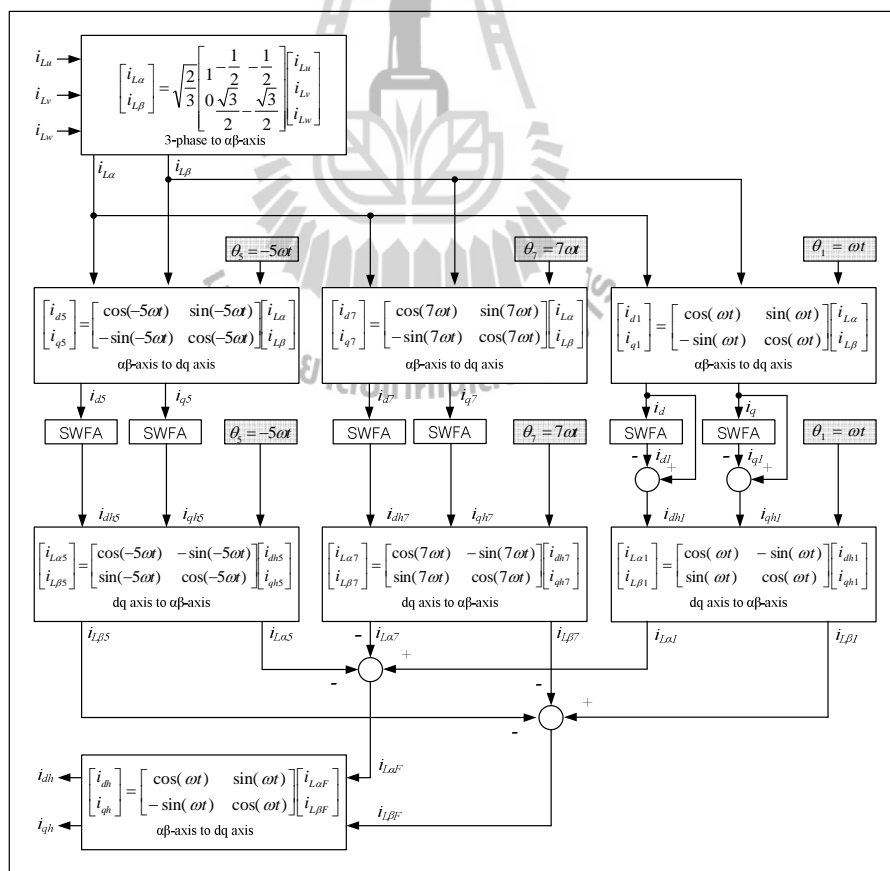 i_Lu
i_Lv
i_Lw
[i_Lα i_Lβ] = √(2/3) [1 −1/2 −1/2; 0 √3/2 −√3/2] [i_Lu i_Lv i_Lw]
3-phase to αβ-axis
i_Lα i_Lβ
θ_5 = −5ωt θ_7 = 7ωt θ_1 = ωt
[i_d5 i_q5] = [cos(−5ωt) sin(−5ωt); −sin(−5ωt) cos(−5ωt)] [i_Lα i_Lβ]
αβ-axis to dq axis
[i_d7 i_q7] = [cos(7ωt) sin(7ωt); −sin(7ωt) cos(7ωt)] [i_Lα i_Lβ]
αβ-axis to dq axis
[i_d1 i_q1] = [cos(ωt) sin(ωt); −sin(ωt) cos(ωt)] [i_Lα i_Lβ]
αβ-axis to dq axis
i_d5 i_q5 i_d7 i_q7 i_d i_q
SWFA SWFA θ_5 = −5ωt SWFA SWFA θ_7 = 7ωt SWFA SWFA θ_1 = ωt
− i_d1 + − i_q1 +
i_dh5 i_qh5 i_dh7 i_qh7 i_dh1 i_qh1
[i_Lα5 i_Lβ5] = [cos(−5ωt) −sin(−5ωt); sin(−5ωt) cos(−5ωt)] [i_dh5 i_qh5]
dq axis to αβ-axis
[i_Lα7 i_Lβ7] = [cos(7ωt) −sin(7ωt); sin(7ωt) cos(7ωt)] [i_dh7 i_qh7]
dq axis to αβ-axis
[i_Lα1 i_Lβ1] = [cos(ωt) −sin(ωt); sin(ωt) cos(ωt)] [i_dh1 i_qh1]
dq axis to αβ-axis
i_Lβ5 i_Lα5 − i_Lα7 i_Lβ7 i_Lα1 i_Lβ1
− +
− − +
i_dh
i_qh
[i_dh i_qh] = [cos(ωt) sin(ωt); −sin(ωt) cos(ωt)] [i_LαF i_LβF]
αβ-axis to dq axis
i_LαF
i_LβF